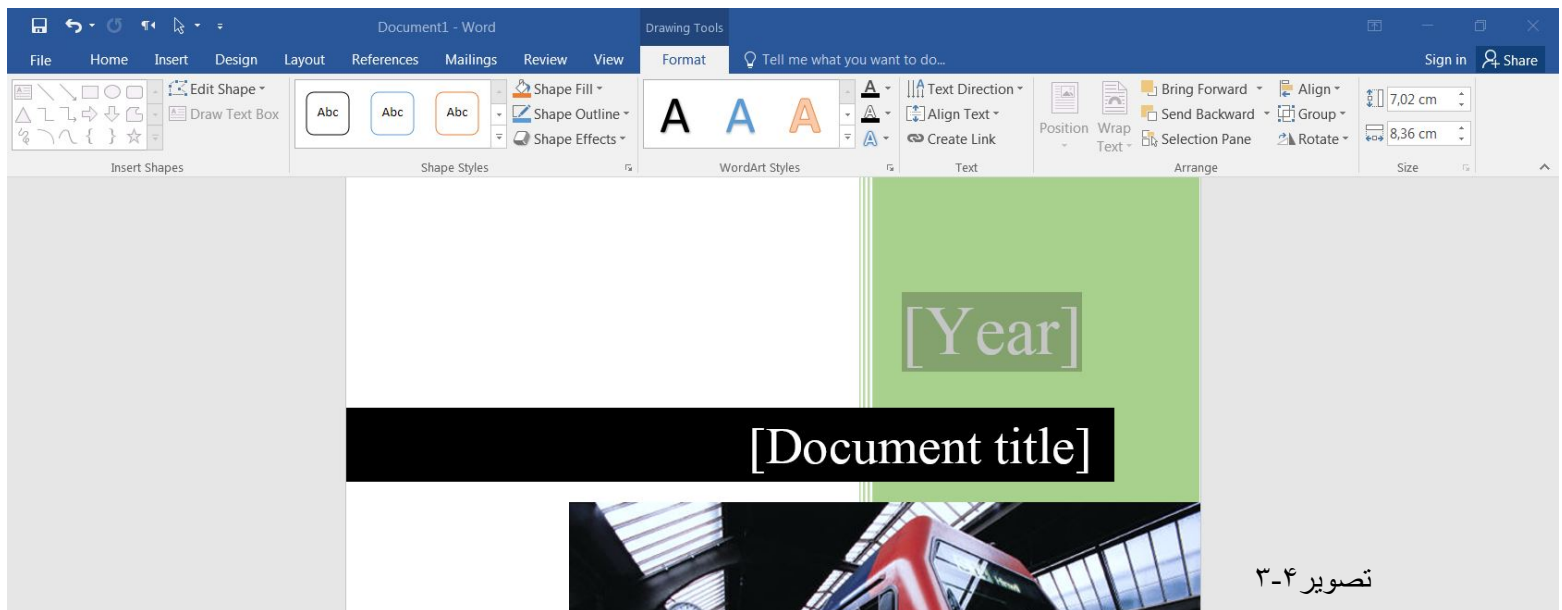 Document1 - Word
Drawing Tools
File Home Insert Design Layout References Mailings Review View Format Tell me what you want to do... Sign in Share
Edit Shape
Draw Text Box
Insert Shapes
Abc Abc Abc
Shape Fill
Shape Outline
Shape Effects
Shape Styles
A A A
WordArt Styles
Text Direction
Align Text
Create Link
Text
Position
Wrap Text
Bring Forward
Send Backward
Selection Pane
Align
Group
Rotate
Arrange
7,02 cm
8,36 cm
Size
[Year]
[Document title]
تصویر ۴-۳